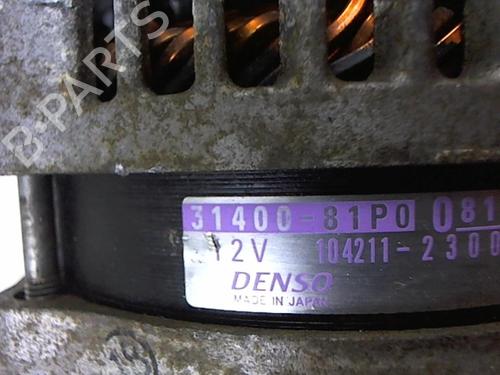 B-PARTS
31400-81P0 081
12V 104211-2300
DENSO
MADE IN JAPAN